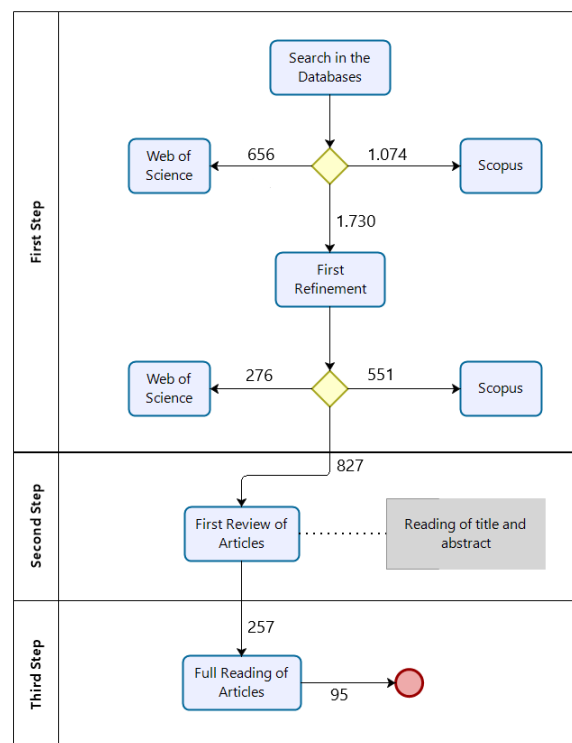 First Step
Search in the
Databases
Web of
Science
656
1.074
Scopus
1.730
First
Refinement
Web of
Science
276
551
Scopus
827
Second Step
First Review of
Articles
Reading of title and
abstract
257
Third Step
Full Reading of
Articles
95